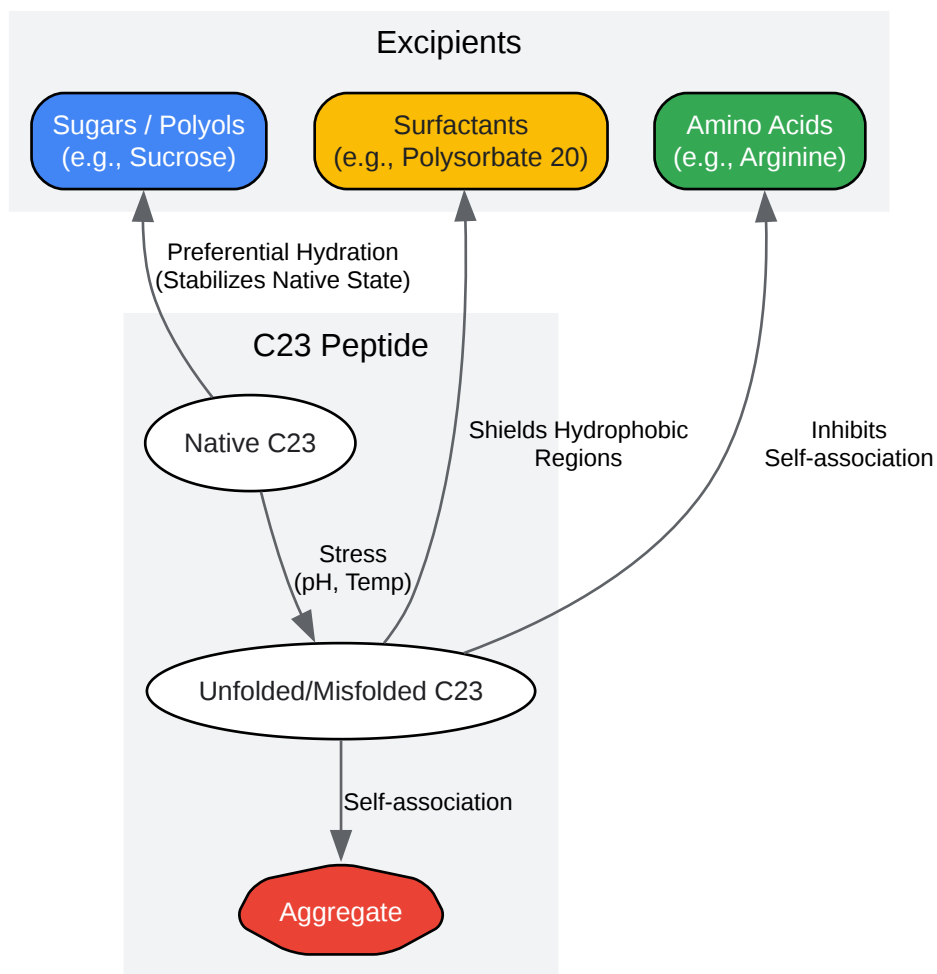 Excipients
Sugars / Polyols
(e.g., Sucrose)
Surfactants
(e.g., Polysorbate 20)
Amino Acids
(e.g., Arginine)
Preferential Hydration
(Stabilizes Native State)
C23 Peptide
Native C23
Shields Hydrophobic
Regions
Inhibits
Self-association
Stress
(pH, Temp)
Unfolded/Misfolded C23
Self-association
Aggregate